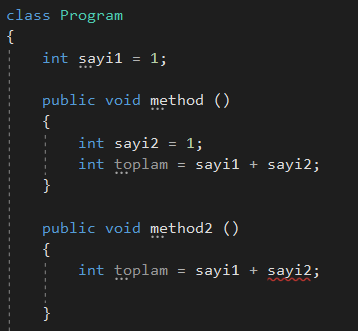 class Program
{
int sayi1 = 1;
public void method ()
{
int sayi2 = 1;
int toplam = sayi1 + sayi2;
}
public void method2 ()
{
int toplam = sayi1 + sayi2;
}